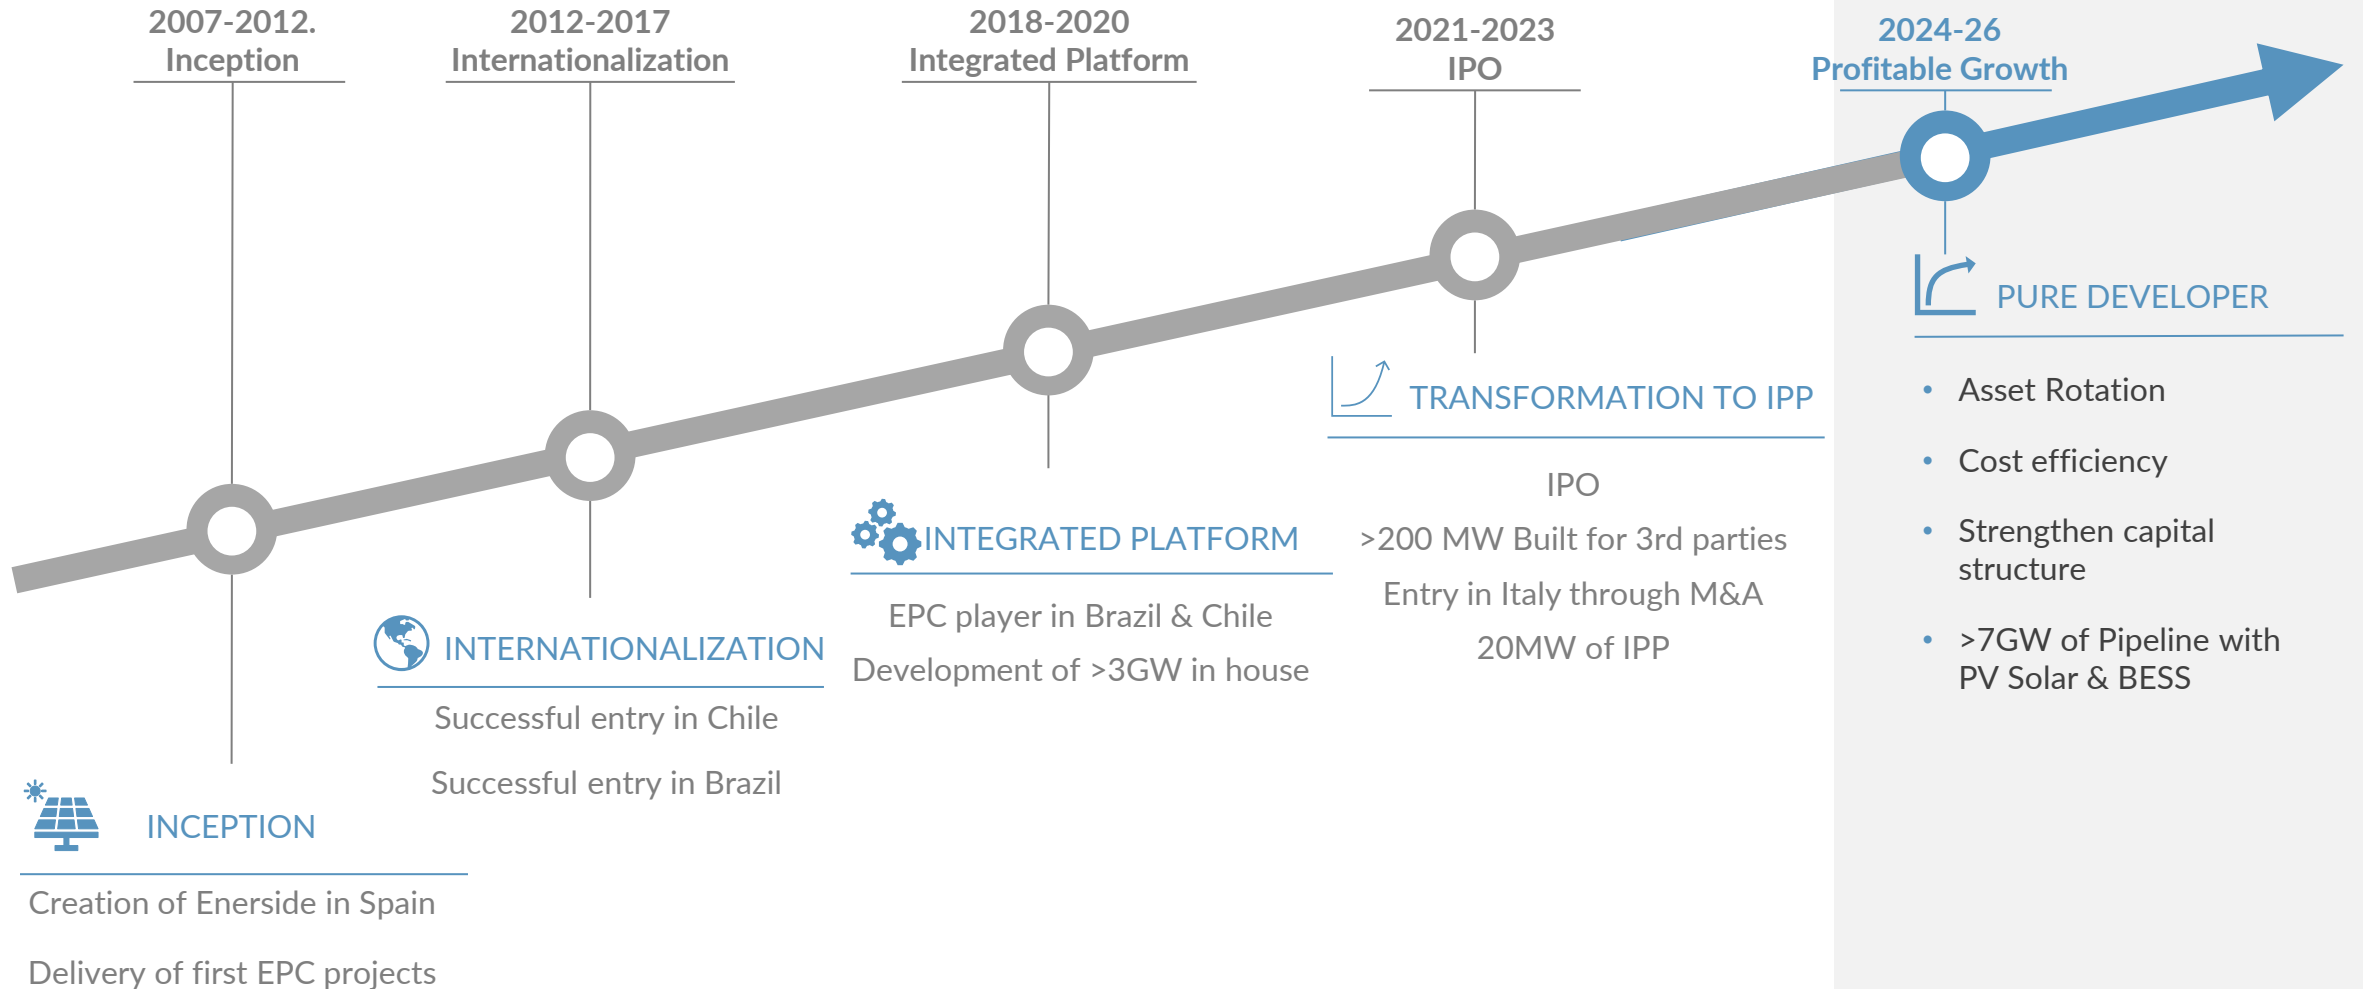 2007-2012.
Inception
2012-2017
Internationalization
2018-2020
Integrated Platform
2021-2023
IPO
2024-26
Profitable Growth
INCEPTION
Creation of Enerside in Spain
Delivery of first EPC projects
INTERNATIONALIZATION
Successful entry in Chile
Successful entry in Brazil
INTEGRATED PLATFORM
EPC player in Brazil & Chile
Development of >3GW in house
TRANSFORMATION TO IPP
IPO
>200 MW Built for 3rd parties
Entry in Italy through M&A
20MW of IPP
PURE DEVELOPER
• Asset Rotation
• Cost efficiency
• Strengthen capital
structure
• >7GW of Pipeline with
PV Solar & BESS